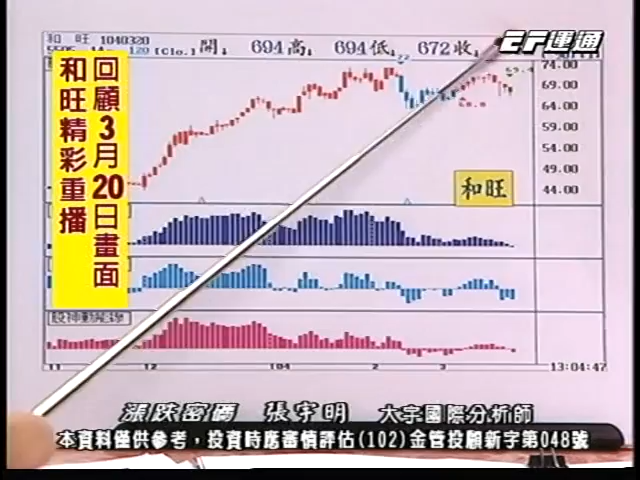 和旺 1040320
開 694高 694低 672收
EF運通
回顧3月20日畫面
和旺精彩重播
74.00
69.00
64.00
59.00
54.00
49.00
44.00
和旺
11 12 104 2 3 13:04:47
漲跌密碼 張宇明 大宇國際分析師
本資料僅供參考，投資時應審慎評估(102)金管投顧新字第048號